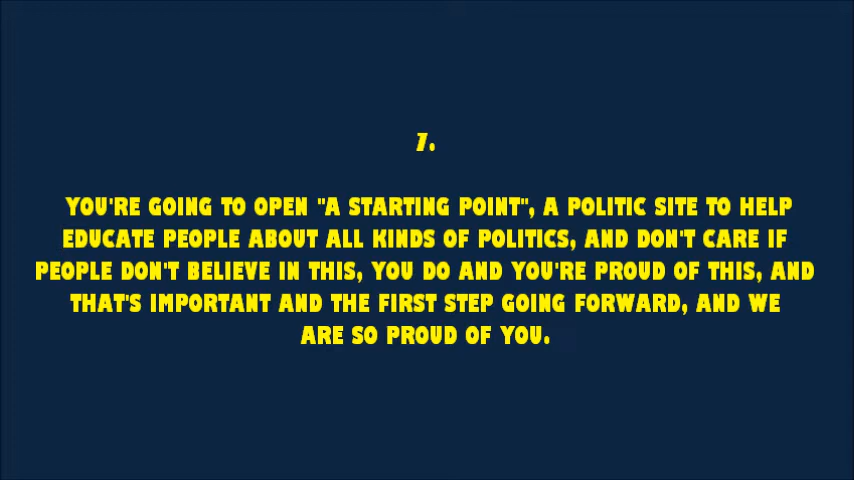 7.
YOU'RE GOING TO OPEN "A STARTING POINT", A POLITIC SITE TO HELP
EDUCATE PEOPLE ABOUT ALL KINDS OF POLITICS, AND DON'T CARE IF
PEOPLE DON'T BELIEVE IN THIS, YOU DO AND YOU'RE PROUD OF THIS, AND
THAT'S IMPORTANT AND THE FIRST STEP GOING FORWARD, AND WE
ARE SO PROUD OF YOU.